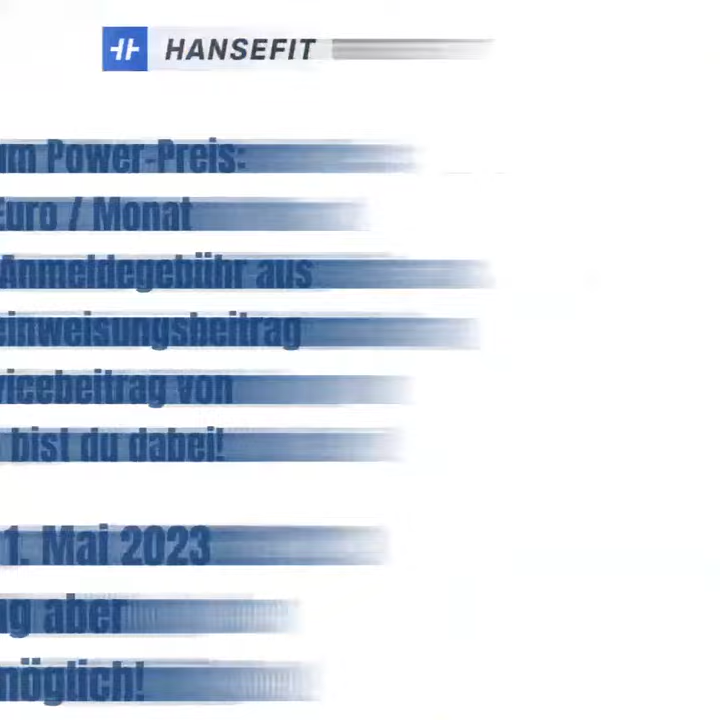 HANSEFIT
um Power-Preis:
Euro / Monat
Anmeldegebühr aus
einweisungsbeitrag
vicebeitrag von
bist du dabei!
1. Mai 2023
ug aber
möglich!